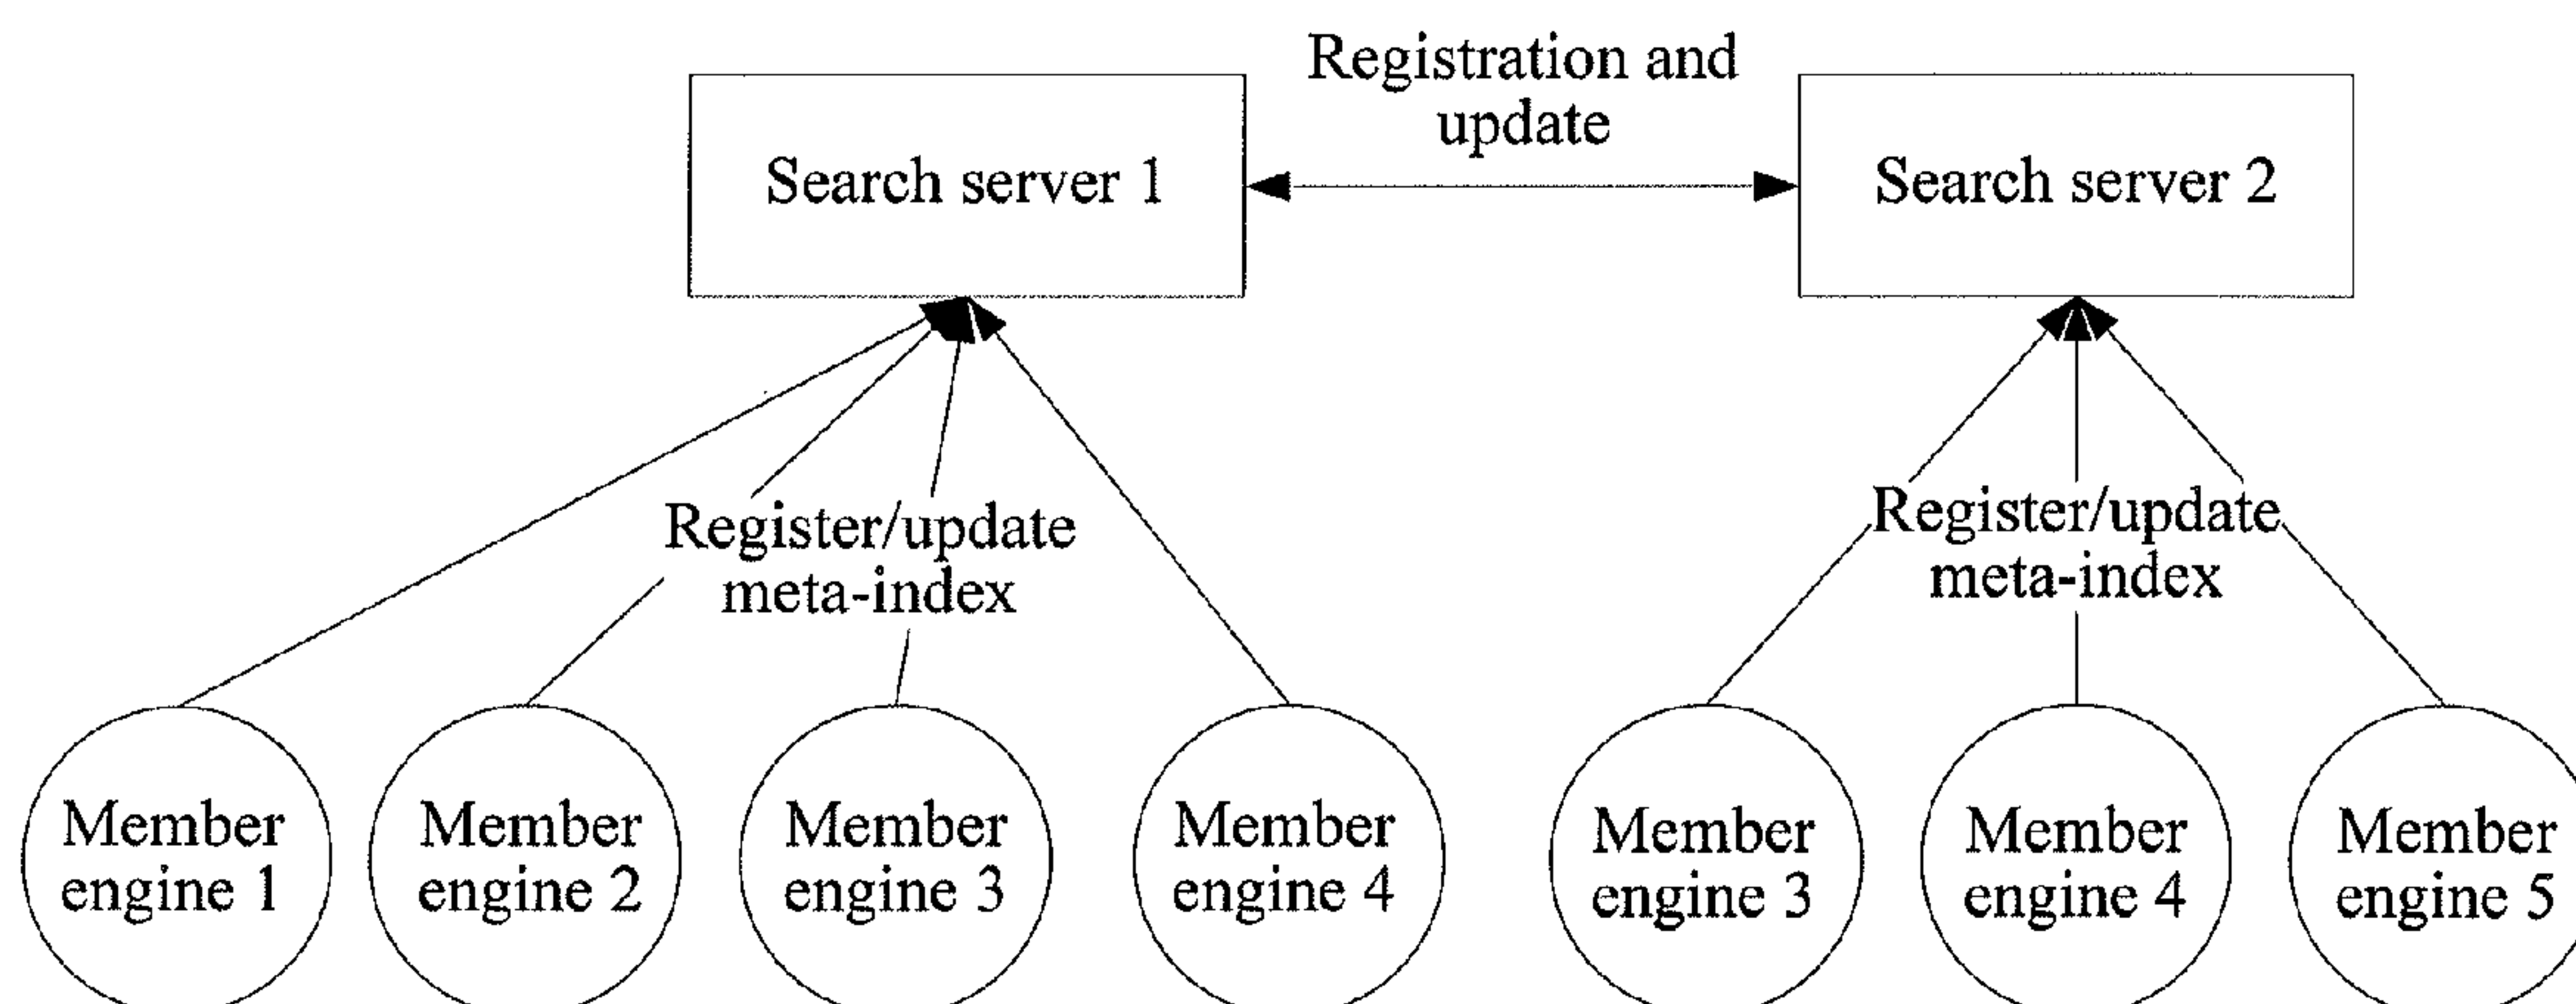 Registration and
update
Search server 1
Search server 2
Register/update
meta-index
Register/update
meta-index
Member
engine 1
Member
engine 2
Member
engine 3
Member
engine 4
Member
engine 3
Member
engine 4
Member
engine 5